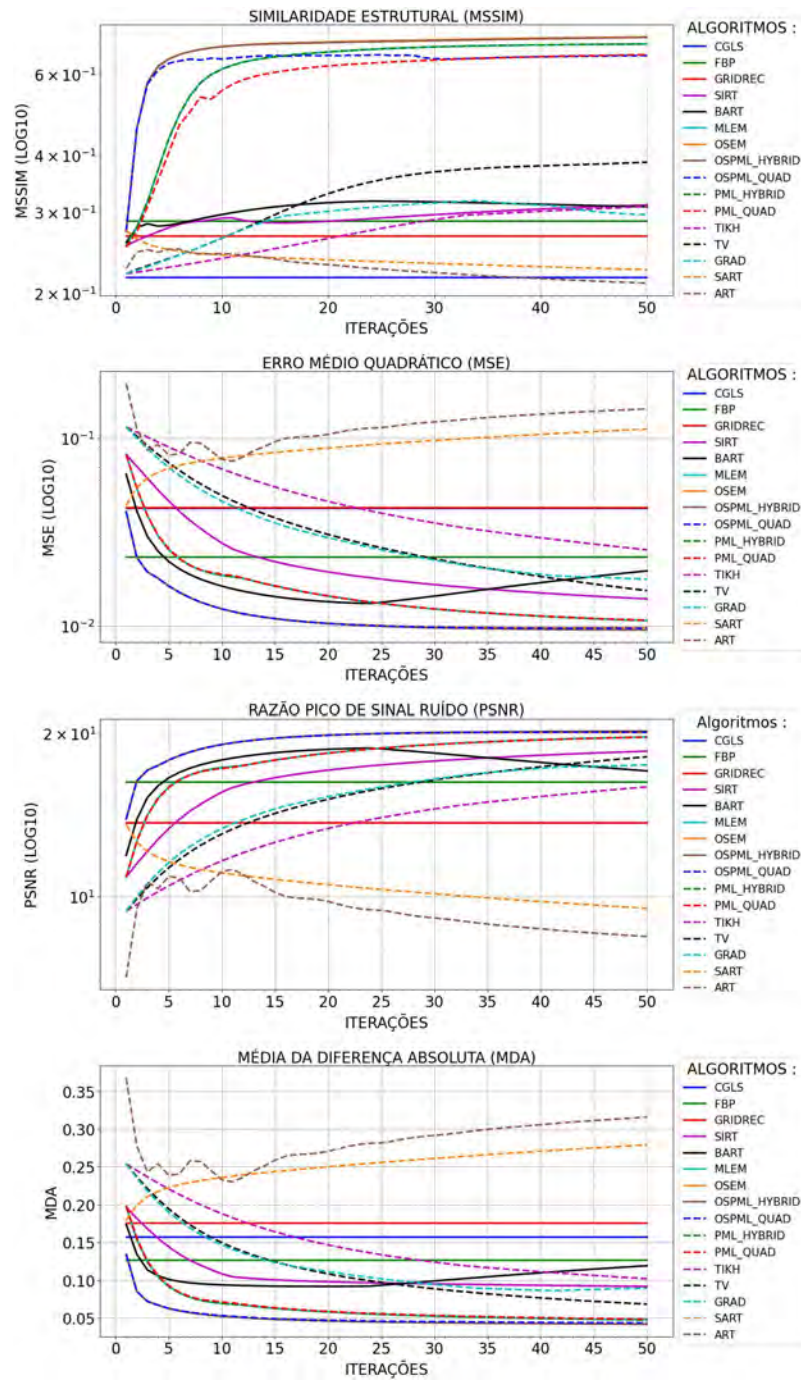 SIMILARIDADE ESTRUTURAL (MSSIM)
MSSIM (LOG10)
6 × 10⁻¹
4 × 10⁻¹
3 × 10⁻¹
2 × 10⁻¹
0 5 10 15 20 25 30 35 40 45 50
ITERAÇÕES
ALGORITMOS :
CGLS
FBP
GRIDREC
SIRT
BART
MLEM
OSEM
OSPML_HYBRID
OSPML_QUAD
PML_HYBRID
PML_QUAD
TIKH
TV
GRAD
SART
ART
ERRO MÉDIO QUADRÁTICO (MSE)
MSE (LOG10)
10⁻¹
10⁻²
0 5 10 15 20 25 30 35 40 45 50
ITERAÇÕES
ALGORITMOS :
CGLS
FBP
GRIDREC
SIRT
BART
MLEM
OSEM
OSPML_HYBRID
OSPML_QUAD
PML_HYBRID
PML_QUAD
TIKH
TV
GRAD
SART
ART
RAZÃO PICO DE SINAL RUÍDO (PSNR)
PSNR (LOG10)
2 × 10¹
10¹
0 5 10 15 20 25 30 35 40 45 50
ITERAÇÕES
Algoritmos :
CGLS
FBP
GRIDREC
SIRT
BART
MLEM
OSEM
OSPML_HYBRID
OSPML_QUAD
PML_HYBRID
PML_QUAD
TIKH
TV
GRAD
SART
ART
MÉDIA DA DIFERENÇA ABSOLUTA (MDA)
MDA
0.35
0.30
0.25
0.20
0.15
0.10
0.05
0 5 10 15 20 25 30 35 40 45 50
ITERAÇÕES
ALGORITMOS :
CGLS
FBP
GRIDREC
SIRT
BART
MLEM
OSEM
OSPML_HYBRID
OSPML_QUAD
PML_HYBRID
PML_QUAD
TIKH
TV
GRAD
SART
ART